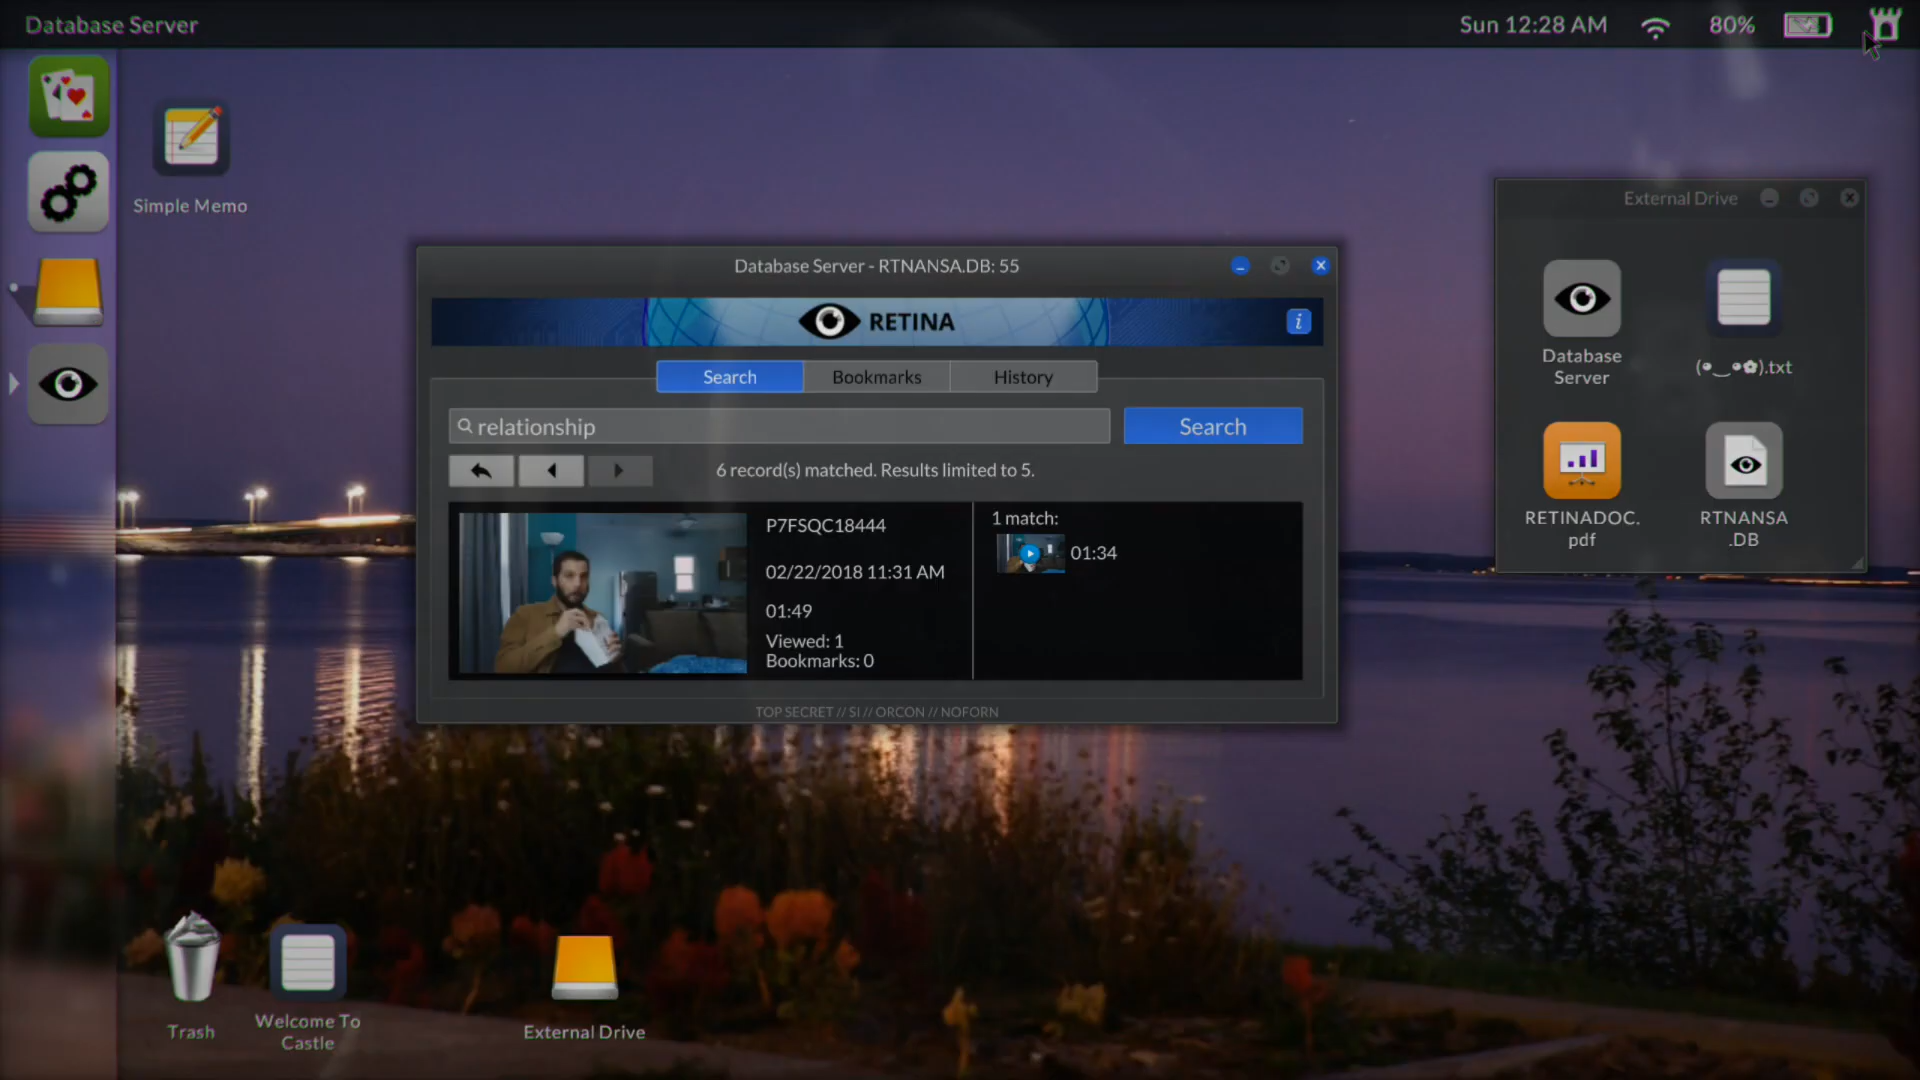 Database Server
Sun 12:28 AM
80%
Simple Memo
External Drive
Database
Server
(•‿•✿).txt
RETINADOC.
pdf
RTNANSA
.DB
Database Server - RTNANSA.DB: 55
RETINA
i
Search
Bookmarks
History
relationship
Search
6 record(s) matched. Results limited to 5.
P7FSQC18444
02/22/2018 11:31 AM
01:49
Viewed: 1
Bookmarks: 0
1 match:
01:34
TOP SECRET // SI // ORCON // NOFORN
Trash
Welcome To
Castle
External Drive